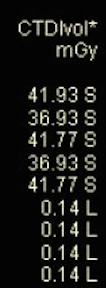 CTDIvol*
mGy
41.93 S
36.93 S
41.77 S
36.93 S
41.77 S
0.14 L
0.14 L
0.14 L
0.14 L